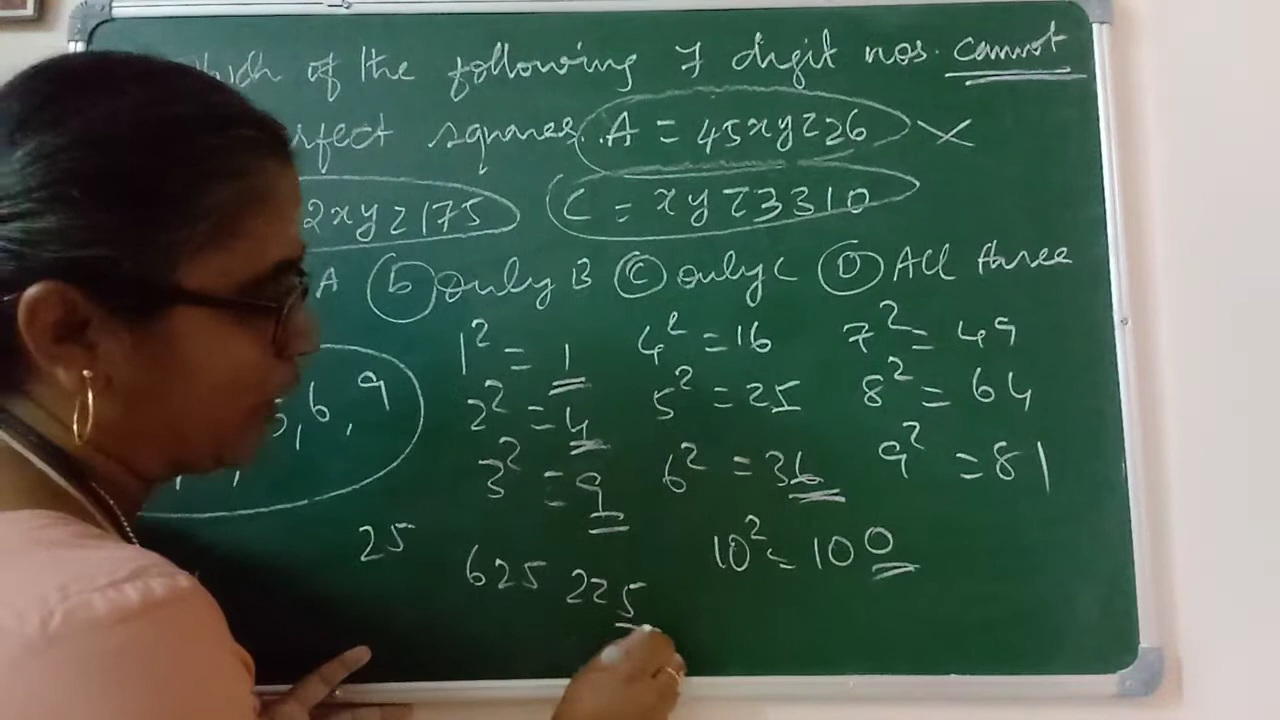 of the following 7 digit nos. cannot
squares. A = 45xyz26 ×
2xyz175 C = xyz3310
A (b) only B (C) only C (D) All three
1² = 1 4² = 16 7² = 49
2² = 4 5² = 25 8² = 64
6, 9
3² = 9 6² = 36 9² = 81
25 625 225 10² = 100